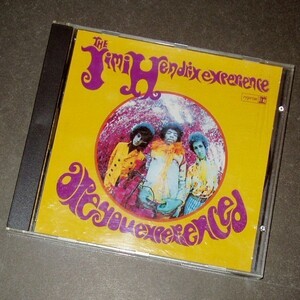 THE
Jimi Hendrix experience
are you experienced